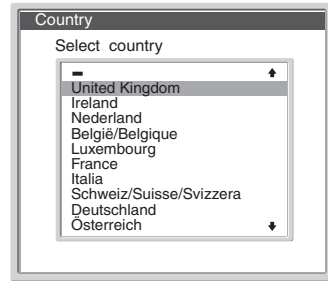 Country
Select country
–
United Kingdom
Ireland
Nederland
België/Belgique
Luxembourg
France
Italia
Schweiz/Suisse/Svizzera
Deutschland
Österreich